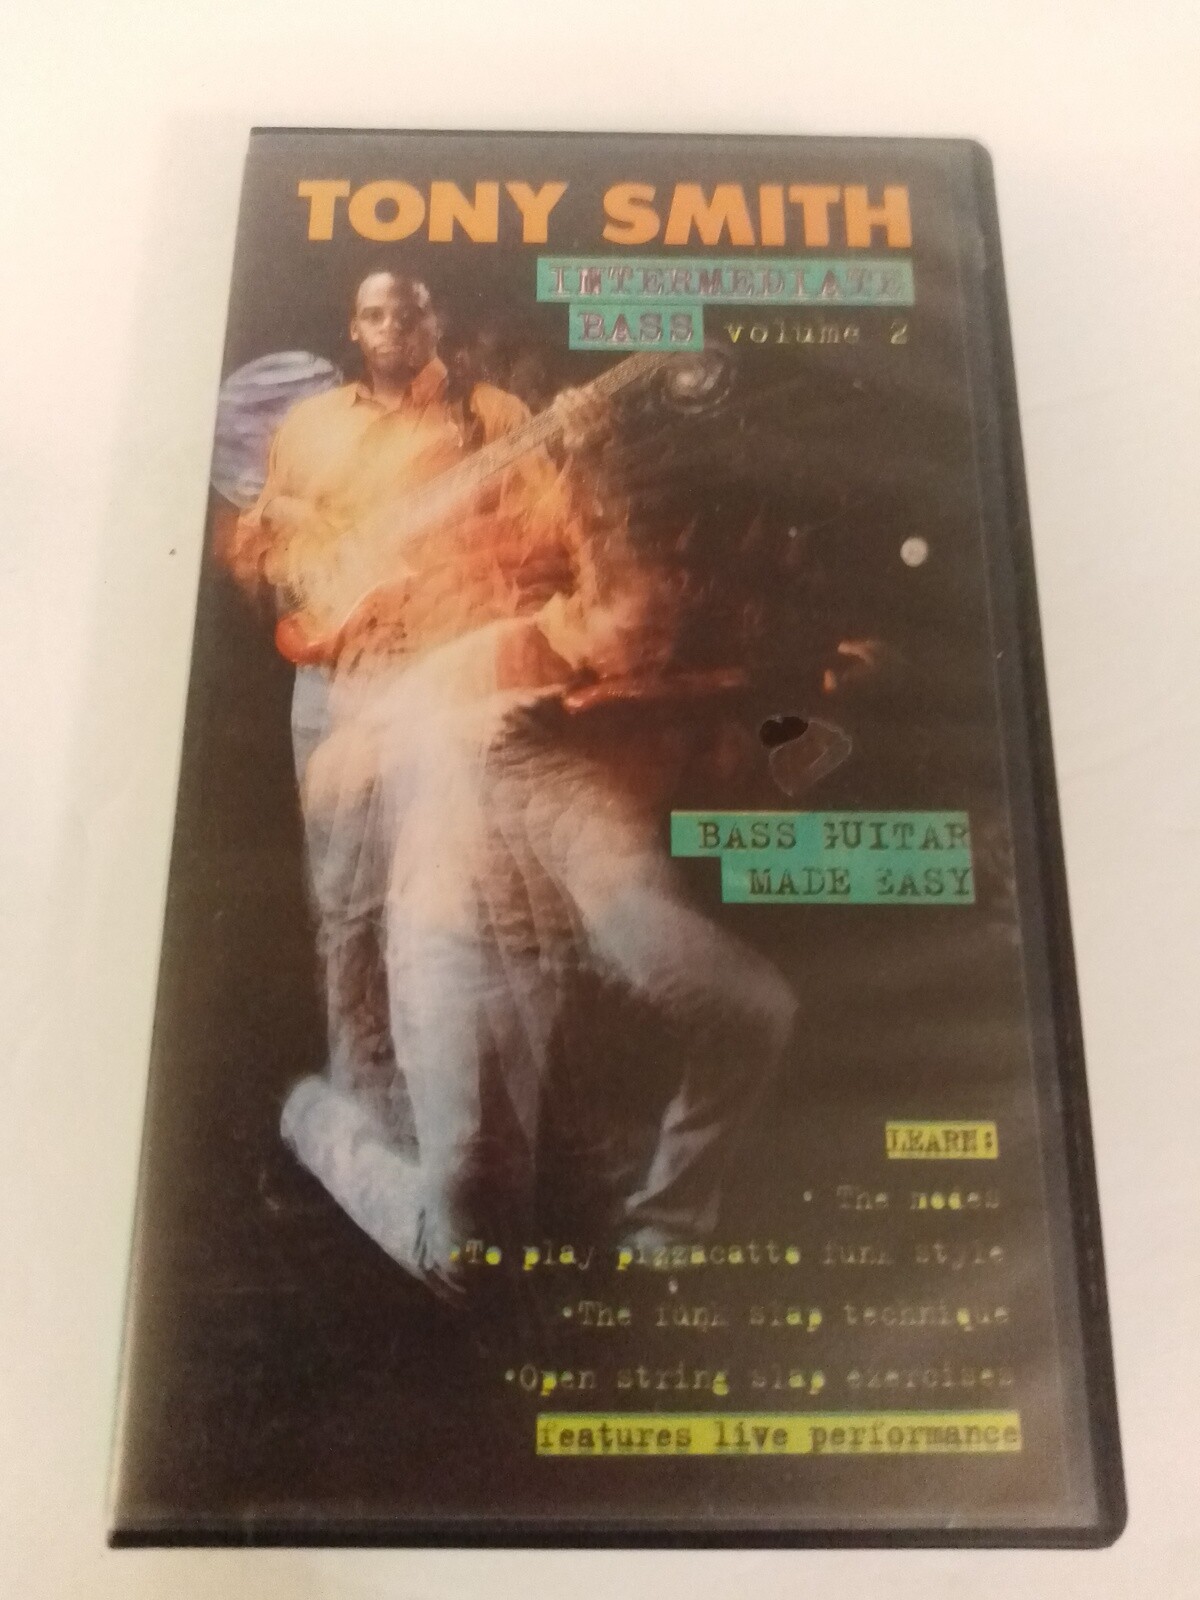 TONY SMITH
INTERMEDIATE
BASS volume 2
BASS GUITAR
MADE EASY
LEARN:
• The modes
•To play pizzacatto funk style
•The funk slap technique
•Open string slap exercises
features live performance